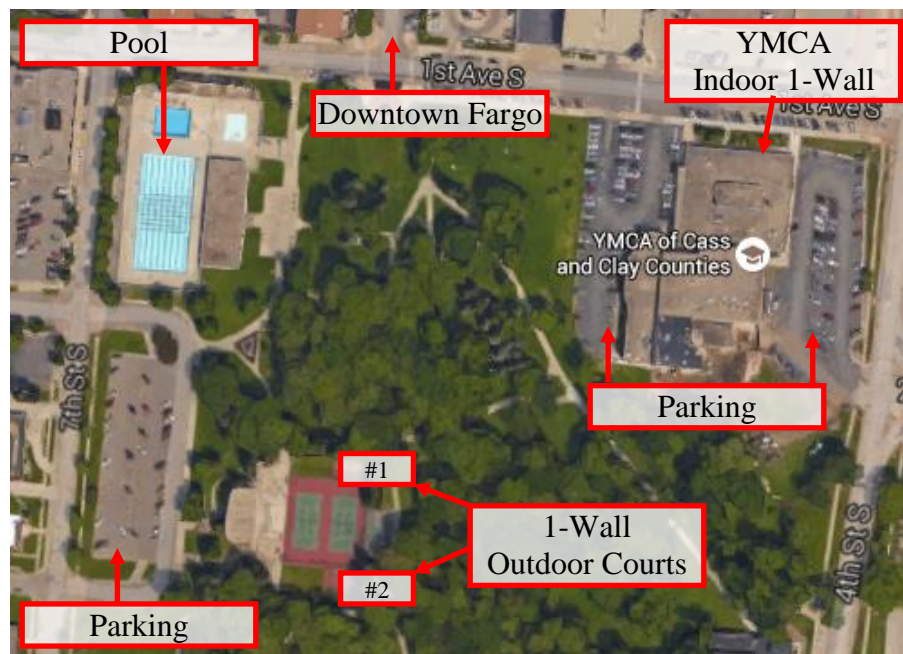 Pool
YMCA
Indoor 1-Wall
1st Ave S
Downtown Fargo
1st Ave S
YMCA of Cass
and Clay Counties
7th St S
Parking
#1
1-Wall
Outdoor Courts
#2
4th St S
Parking